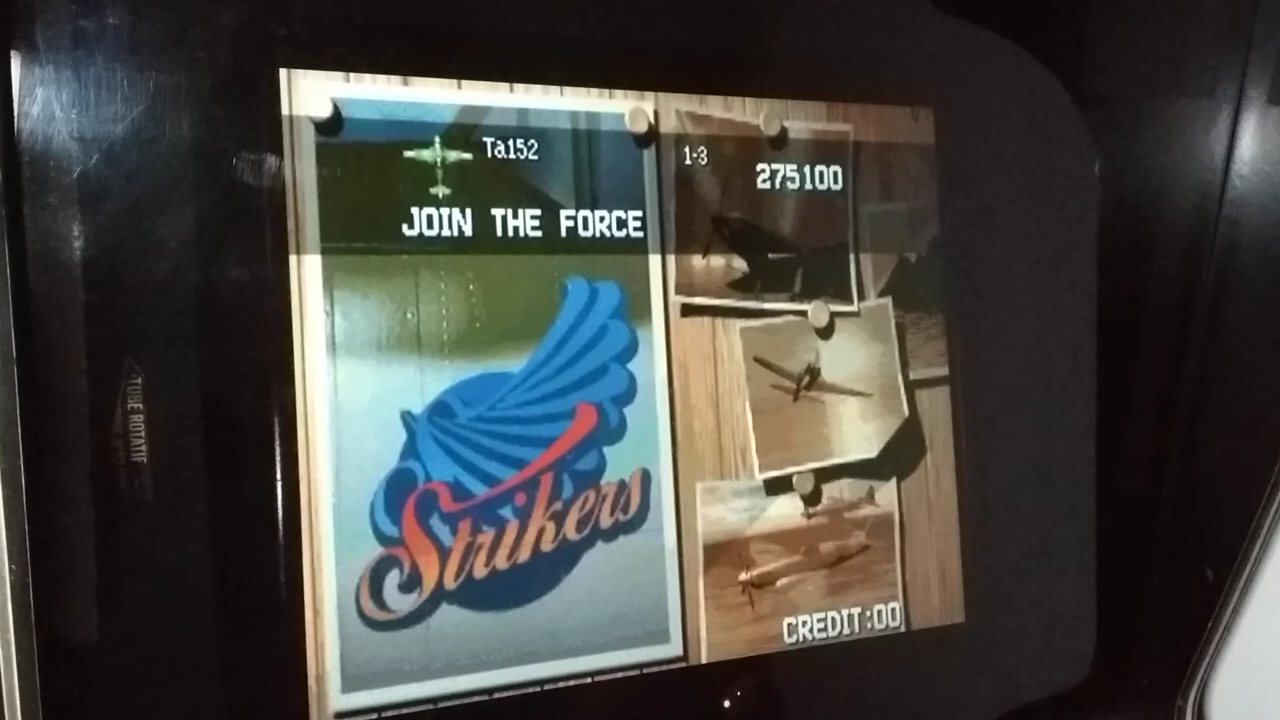 Ta152
JOIN THE FORCE
1-3
275100
Strikers
CREDIT:00
TUBE ROTATIF